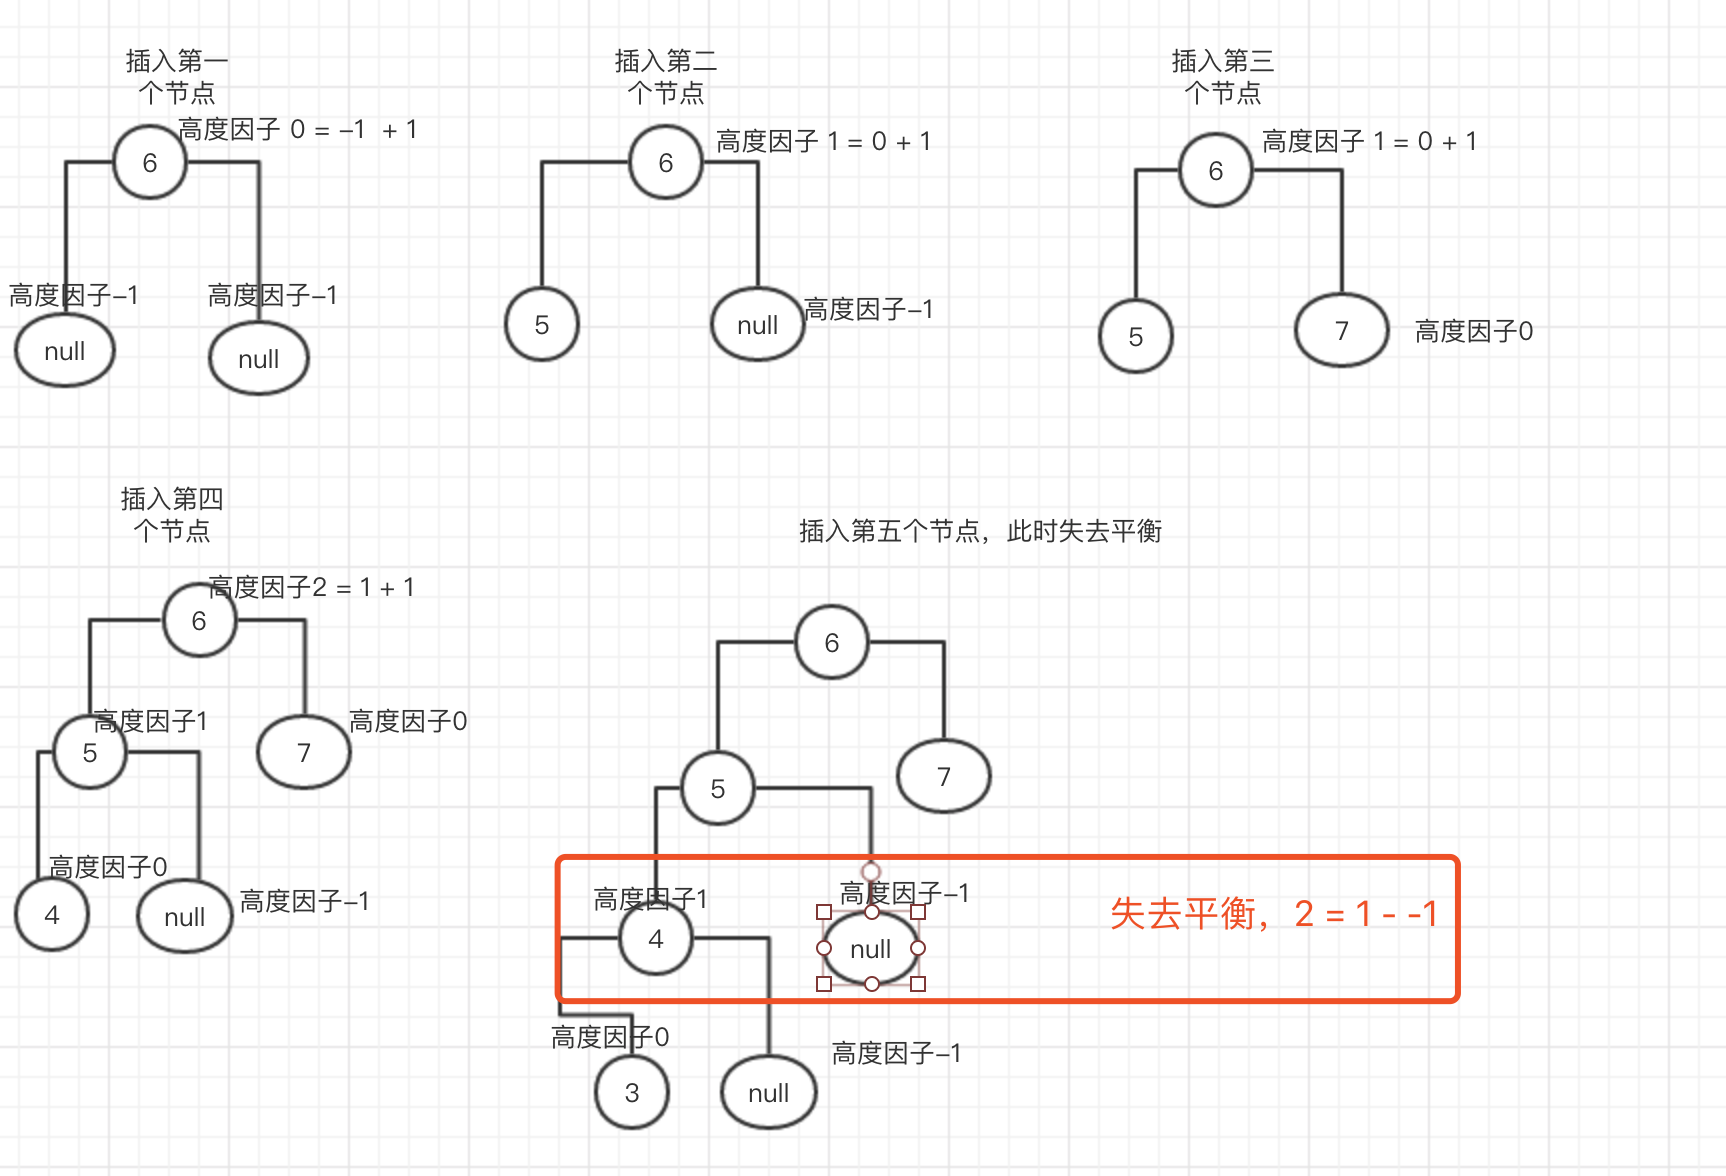 插入第一
个节点
高度因子 0 = -1 + 1
6
高度因子-1
高度因子-1
null
null
插入第二
个节点
高度因子 1 = 0 + 1
6
5
null
高度因子-1
插入第三
个节点
高度因子 1 = 0 + 1
6
5
7
高度因子0
插入第四
个节点
高度因子2 = 1 + 1
6
高度因子1
5
7
高度因子0
高度因子0
4
null
高度因子-1
插入第五个节点，此时失去平衡
6
5
7
高度因子1
高度因子-1
4
null
失去平衡，2 = 1 - -1
高度因子0
高度因子-1
3
null